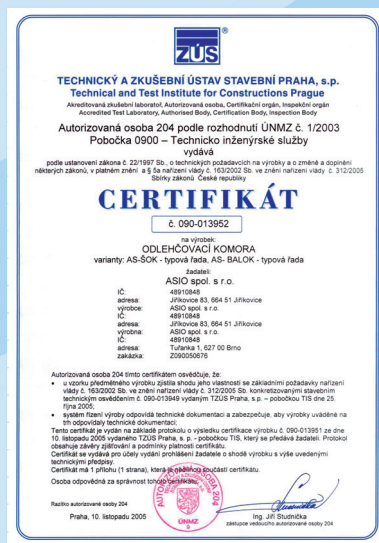 ZÚS
®
TECHNICKÝ A ZKUŠEBNÍ ÚSTAV STAVEBNÍ PRAHA, s.p.
Technical and Test Institute for Constructions Prague
Akreditovaná zkušební laboratoř, Autorizovaná osoba, Certifikační orgán, Inspekční orgán
Accredited Test Laboratory, Authorised Body, Certification Body, Inspection Body
Autorizovaná osoba 204 podle rozhodnutí ÚNMZ č. 1/2003
Pobočka 0900 – Technicko inženýrské služby
vydává
podle ustanovení zákona č. 22/1997 Sb., o technických požadavcích na výrobky a o změně a doplnění
některých zákonů, v platném znění a § 5a nařízení vlády č. 163/2002 Sb. ve znění nařízení vlády č. 312/2005
Sbírky zákonů České republiky
CERTIFIKÁT
č. 090-013952
na výrobek:
ODLEHČOVACÍ KOMORA
varianty: AS-ŠOK - typová řada, AS- BALOK - typová řada
žadateli:
ASIO spol. s r.o.
IČ: 48910848
adresa: Jiříkovice 83, 664 51 Jiříkovice
výrobce: ASIO spol. s r.o.
IČ: 48910848
adresa: Jiříkovice 83, 664 51 Jiříkovice
výrobna: ASIO spol. s r.o.
IČ: 48910848
adresa: Tuřanka 1, 627 00 Brno
zakázka: Z090050676
Autorizovaná osoba 204 tímto certifikátem osvědčuje, že:
• u vzorku předmětného výrobku zjistila shodu jeho vlastností se základními požadavky nařízení
vlády č. 163/2002 Sb. ve znění nařízení vlády č. 312/2005 Sb. konkretizovanými stavebním
technickým osvědčením č. 090-013949 vydaným TZÚS Praha, s.p. – pobočkou TIS dne 25.
října 2005;
• systém řízení výroby odpovídá technické dokumentaci a zabezpečuje, aby výrobky uváděné na
trh odpovídaly technické dokumentaci;
Tento certifikát je vydán na základě protokolu o výsledku certifikace výrobku č. 090-013951 ze dne
10. listopadu 2005 vydaného TZÚS Praha, s. p. - pobočkou TIS, který se předává žadateli. Protokol
obsahuje závěry zjišťování a podmínky platnosti certifikátu.
Certifikát se vydává pro účely vydání prohlášení žadatele o shodě výrobku s výše uvedenými
technickými předpisy.
Certifikát má 1 přílohu (1 strana), která je nedílnou součástí certifikátu.
Osoba odpovědná za správnost tohoto certifikátu:
AUTORIZOVANÁ OSOBA 204
ÚNMZ
Razítko autorizované osoby 204
Praha, 10. listopadu 2005
Ing. Jiří Studnička
zástupce vedoucího autorizované osoby 204